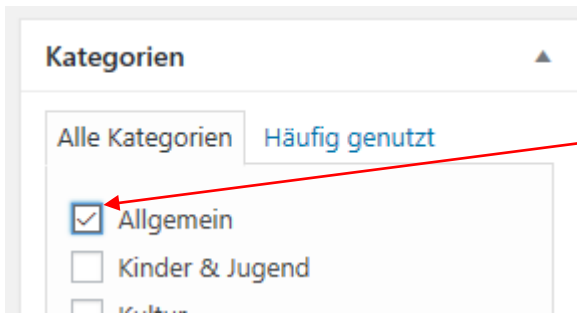 Kategorien
Alle Kategorien Häufig genutzt
Allgemein
Kinder & Jugend